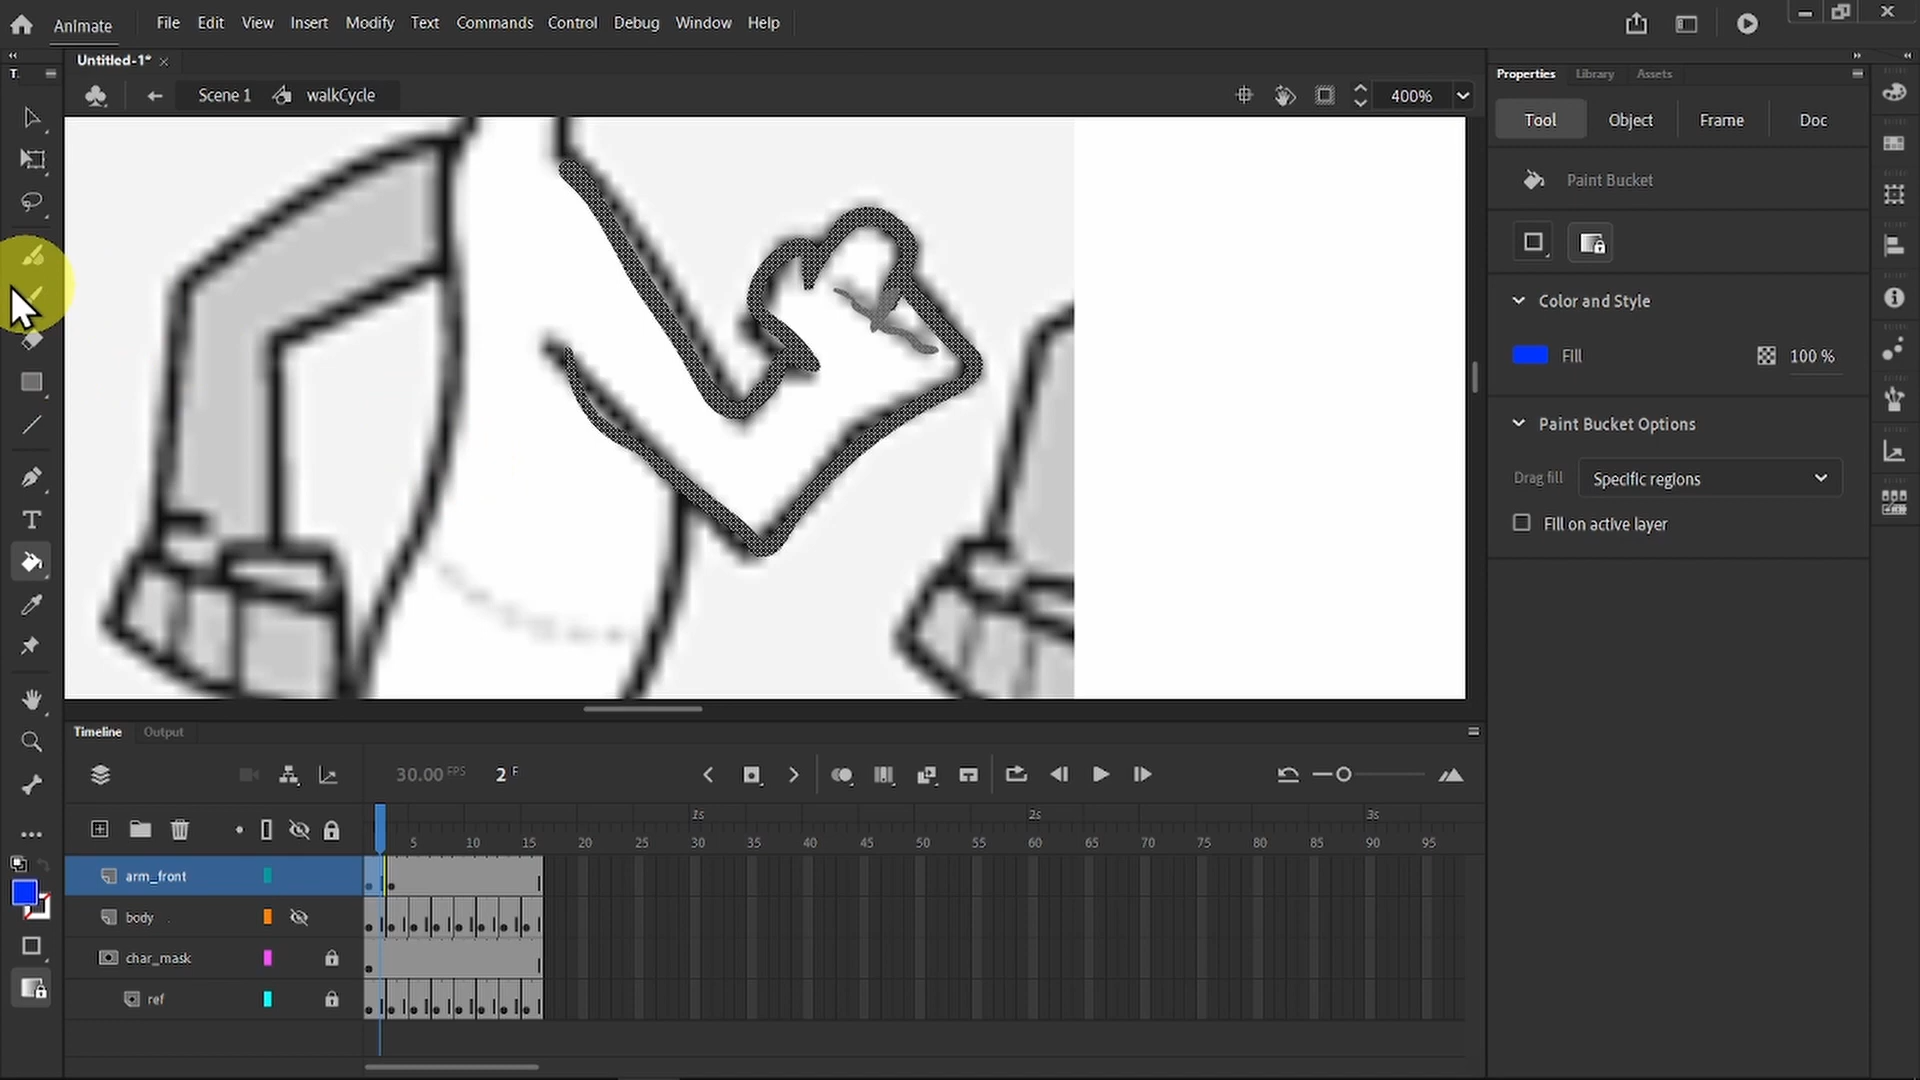 Animate File Edit View Insert Modify Text Commands Control Debug Window Help
Untitled-1*
Scene 1 walkCycle 400%
Properties Library Assets
Tool Object Frame Doc
Paint Bucket
Color and Style
Fill 100 %
Paint Bucket Options
Drag fill Specific regions
Fill on active layer
T.
T
Timeline Output
30.00 FPS 2 F
1s 2s 3s
5 10 15 20 25 30 35 40 45 50 55 60 65 70 75 80 85 90 95
arm_front
body
char_mask
ref